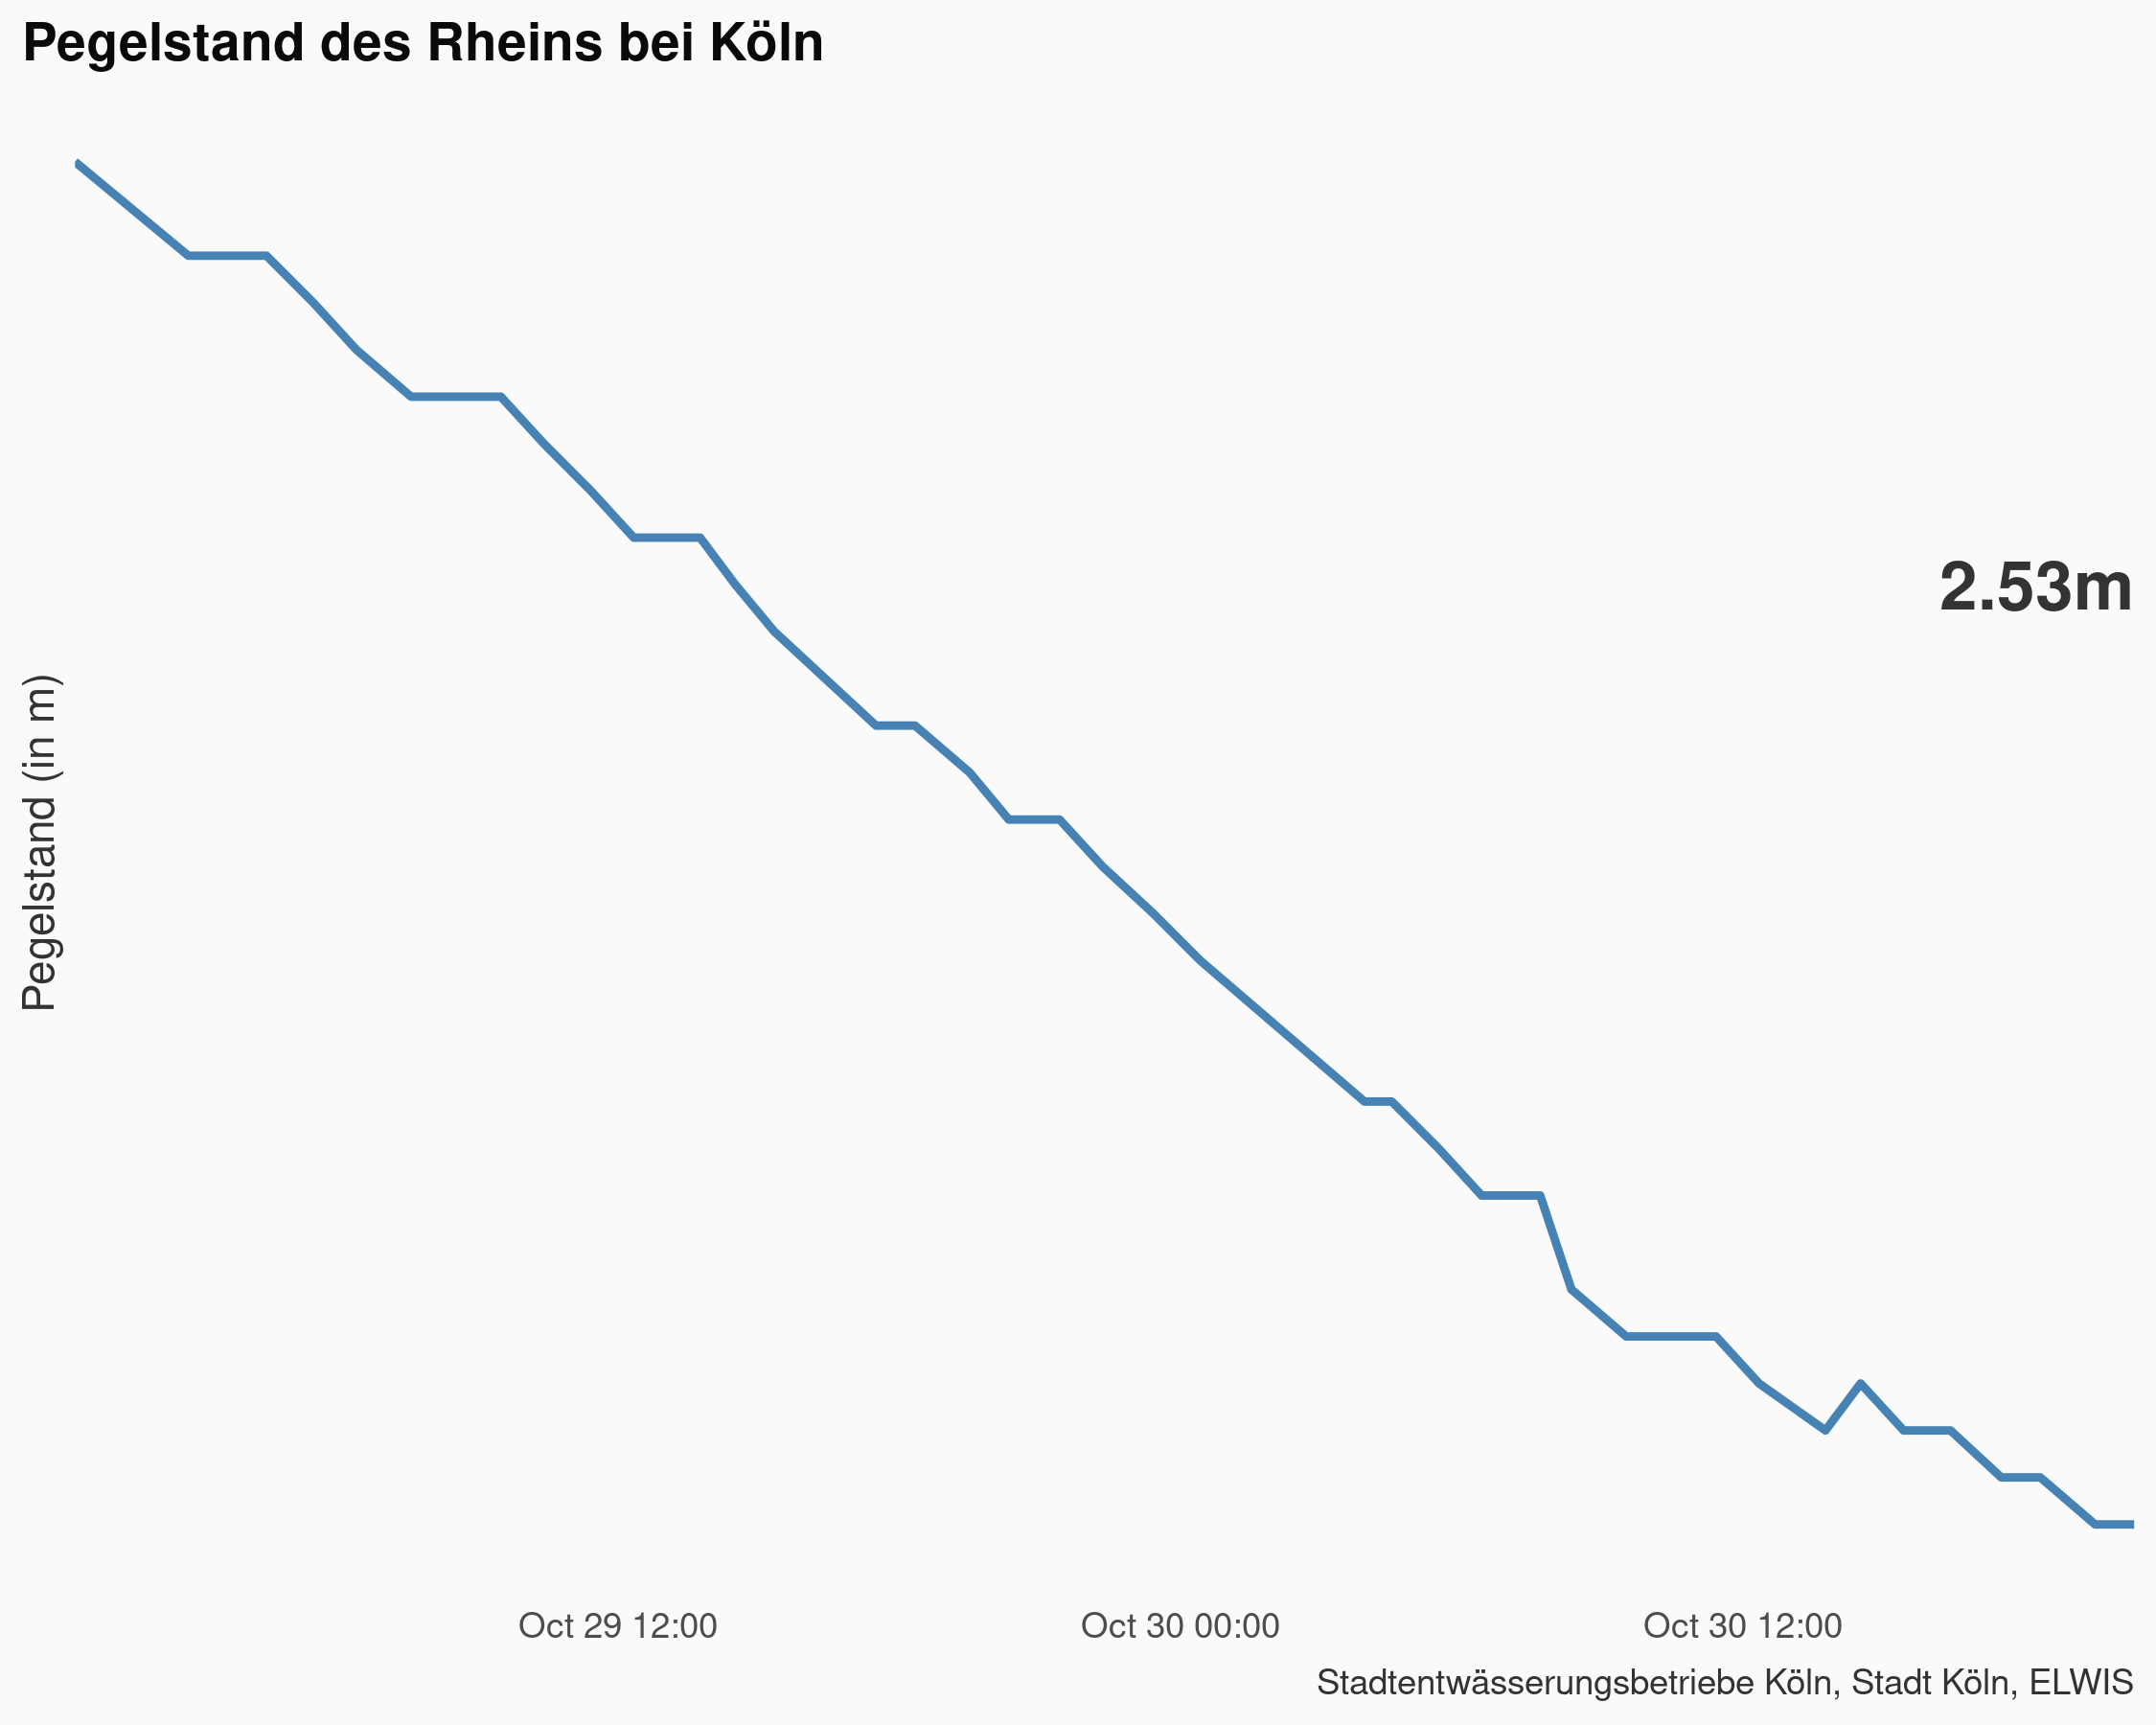 Pegelstand des Rheins bei Köln
2.53m
Pegelstand (in m)
Oct 29 12:00
Oct 30 00:00
Oct 30 12:00
Stadtentwässerungsbetriebe Köln, Stadt Köln, ELWIS